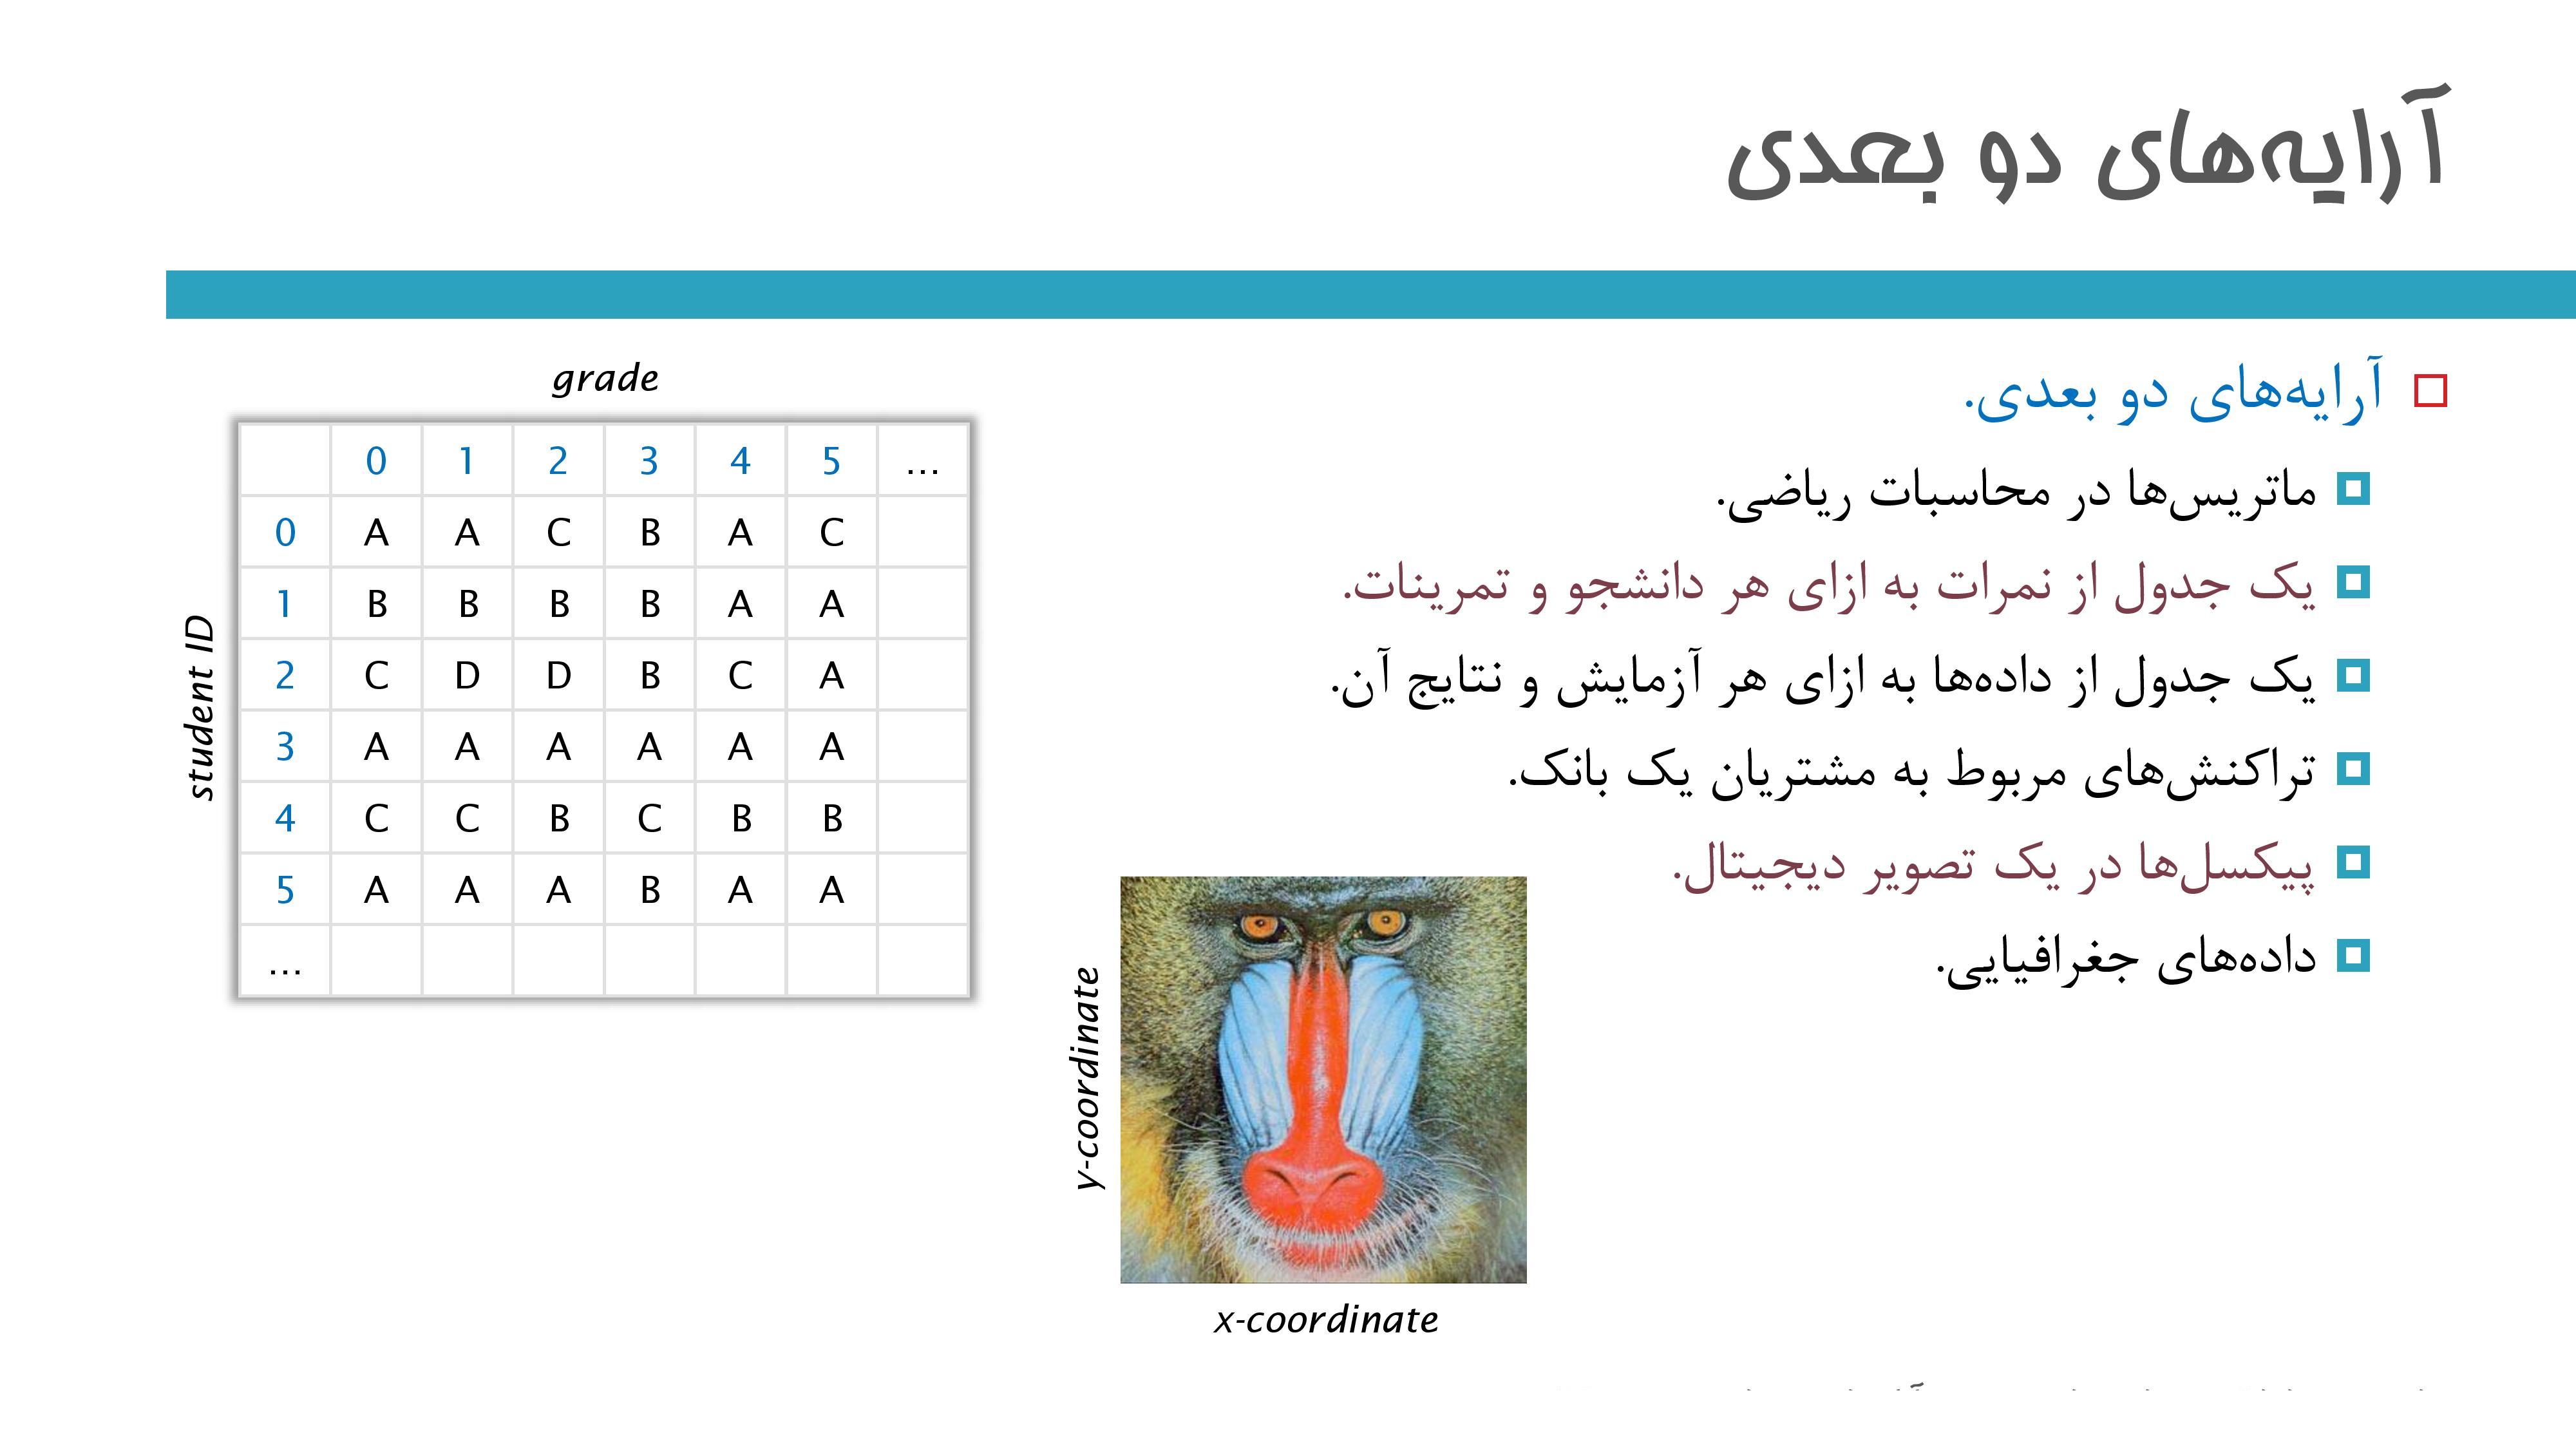 آرایه‌های دو بعدی
آرایه‌های دو بعدی.
ماتریس‌ها در محاسبات ریاضی.
یک جدول از نمرات به ازای هر دانشجو و تمرینات.
یک جدول از داده‌ها به ازای هر آزمایش و نتایج آن.
تراکنش‌های مربوط به مشتریان یک بانک.
پیکسل‌ها در یک تصویر دیجیتال.
داده‌های جغرافیایی.
grade
student ID
0 1 2 3 4 5 ...
0 A A C B A C
1 B B B B A A
2 C D D B C A
3 A A A A A A
4 C C B C B B
5 A A A B A A
...
y-coordinate
x-coordinate